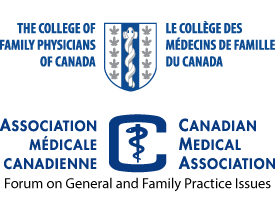 THE COLLEGE OF
FAMILY PHYSICIANS
OF CANADA
LE COLLÈGE DES
MÉDECINS DE FAMILLE
DU CANADA
ASSOCIATION
MÉDICALE
CANADIENNE
CANADIAN
MEDICAL
ASSOCIATION
Forum on General and Family Practice Issues